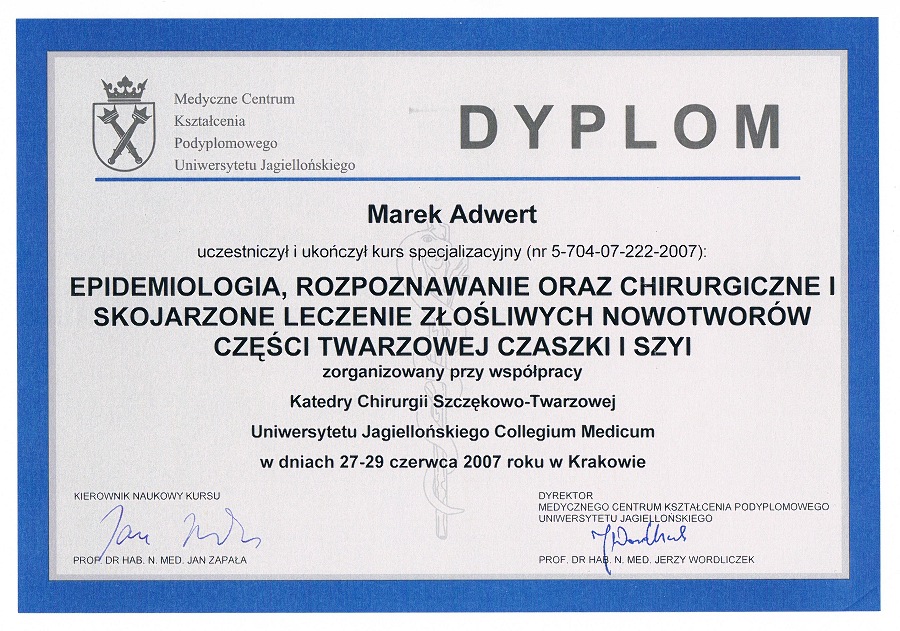 Medyczne Centrum
Kształcenia
Podyplomowego
Uniwersytetu Jagiellońskiego
DYPLOM
Marek Adwert
uczestniczył i ukończył kurs specjalizacyjny (nr 5-704-07-222-2007):
EPIDEMIOLOGIA, ROZPOZNAWANIE ORAZ CHIRURGICZNE I
SKOJARZONE LECZENIE ZŁOŚLIWYCH NOWOTWORÓW
CZĘŚCI TWARZOWEJ CZASZKI I SZYI
zorganizowany przy współpracy
Katedry Chirurgii Szczękowo-Twarzowej
Uniwersytetu Jagiellońskiego Collegium Medicum
w dniach 27-29 czerwca 2007 roku w Krakowie
KIEROWNIK NAUKOWY KURSU
Jan
PROF. DR HAB. N. MED. JAN ZAPAŁA
DYREKTOR
MEDYCZNEGO CENTRUM KSZTAŁCENIA PODYPLOMOWEGO
UNIWERSYTETU JAGIELLOŃSKIEGO
PROF. DR HAB. N. MED. JERZY WORDLICZEK